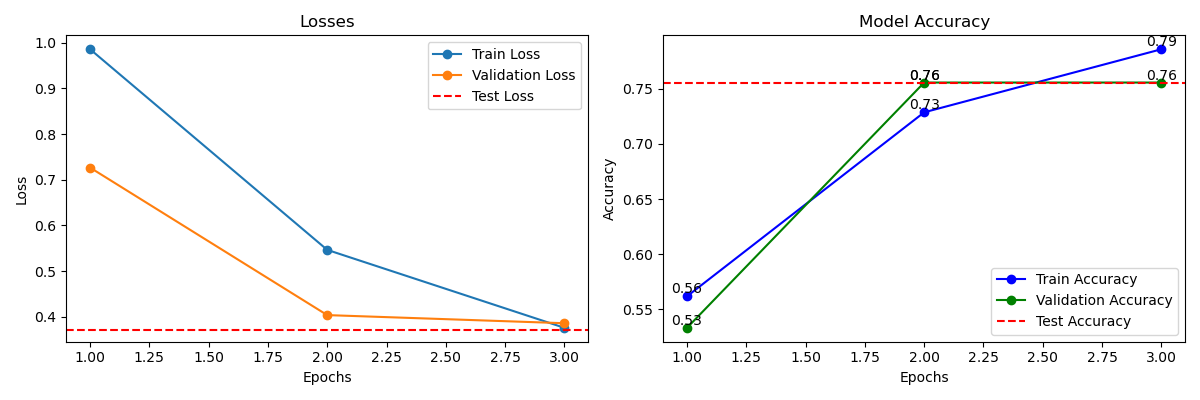 Losses
1.0
0.9
0.8
0.7
0.6
0.5
0.4
Loss
Train Loss
Validation Loss
Test Loss
1.00 1.25 1.50 1.75 2.00 2.25 2.50 2.75 3.00
Epochs
Model Accuracy
0.75
0.70
0.65
0.60
0.55
Accuracy
0.56
0.53
0.76
0.73
0.79
0.76
Train Accuracy
Validation Accuracy
Test Accuracy
1.00 1.25 1.50 1.75 2.00 2.25 2.50 2.75 3.00
Epochs